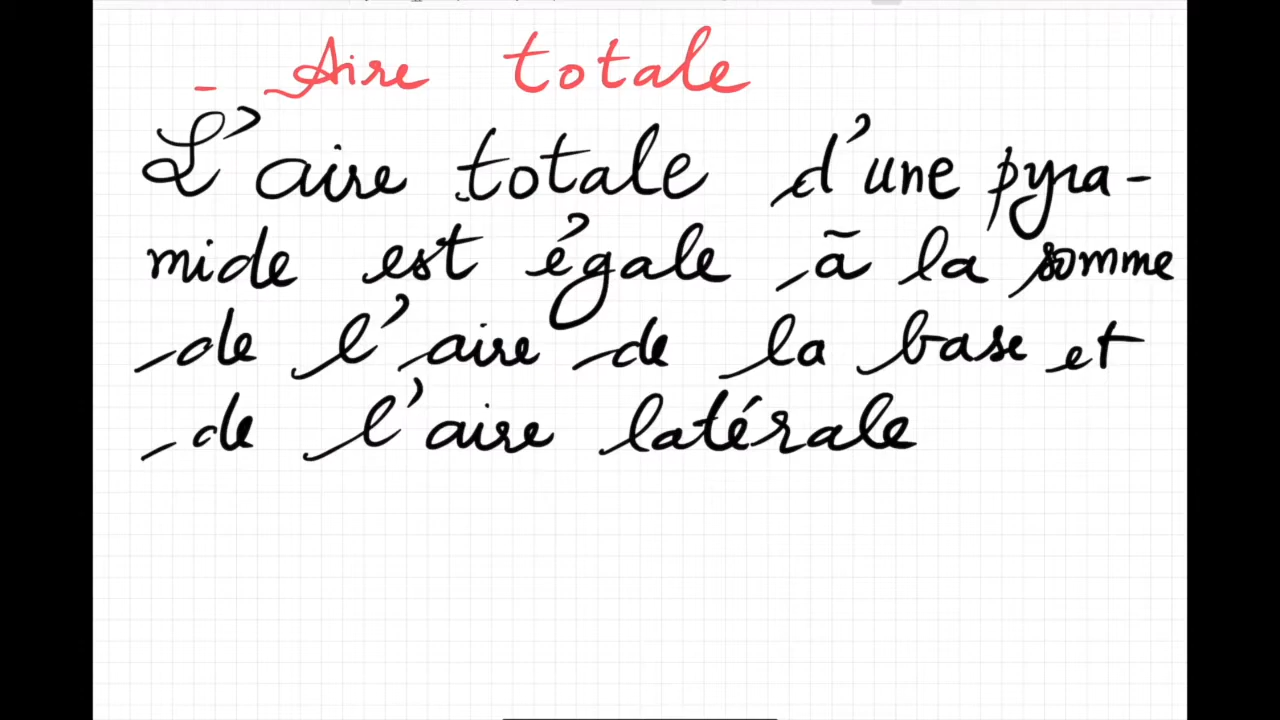 - Aire totale
L'aire totale d'une pyra-
mide est égale à la somme
de l'aire de la base et
de l'aire latérale